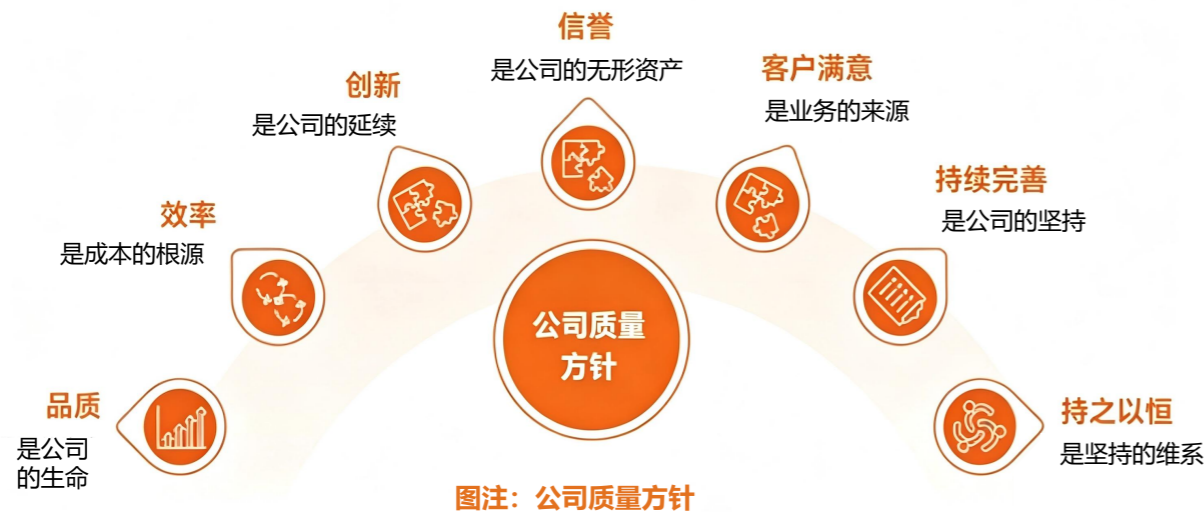 信誉
是公司的无形资产
创新
是公司的延续
客户满意
是业务的来源
效率
是成本的根源
持续完善
是公司的坚持
品质
是公司
的生命
持之以恒
是坚持的维系
公司质量
方针
图注：公司质量方针